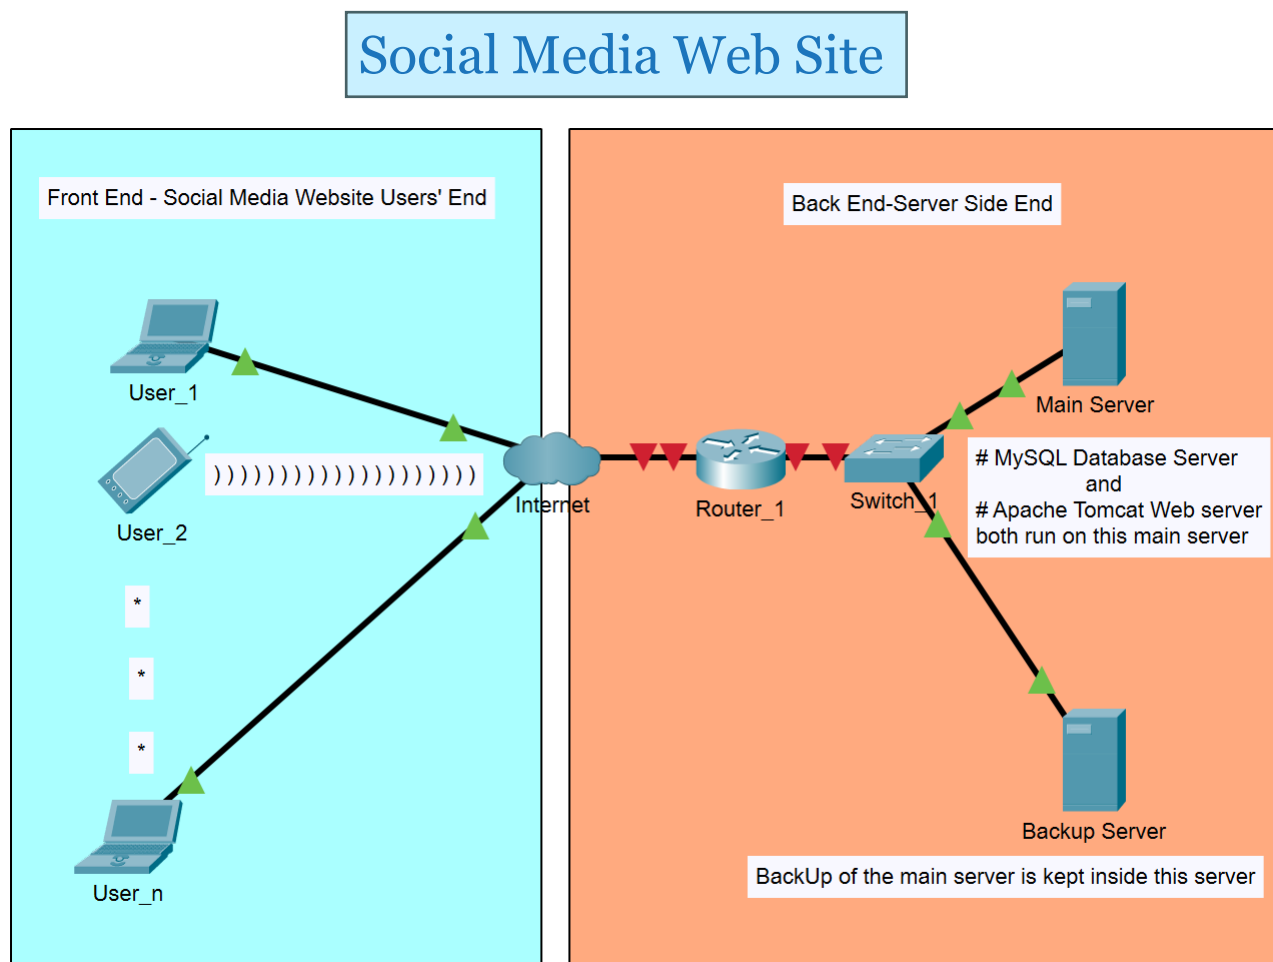 Social Media Web Site
Front End - Social Media Website Users' End
Back End-Server Side End
User_1
User_2
) ) ) ) ) ) ) ) ) ) ) ) ) ) ) ) ) ) ) )
*
*
*
User_n
Internet
Router_1
Switch_1
Main Server
# MySQL Database Server
and
# Apache Tomcat Web server
both run on this main server
Backup Server
BackUp of the main server is kept inside this server